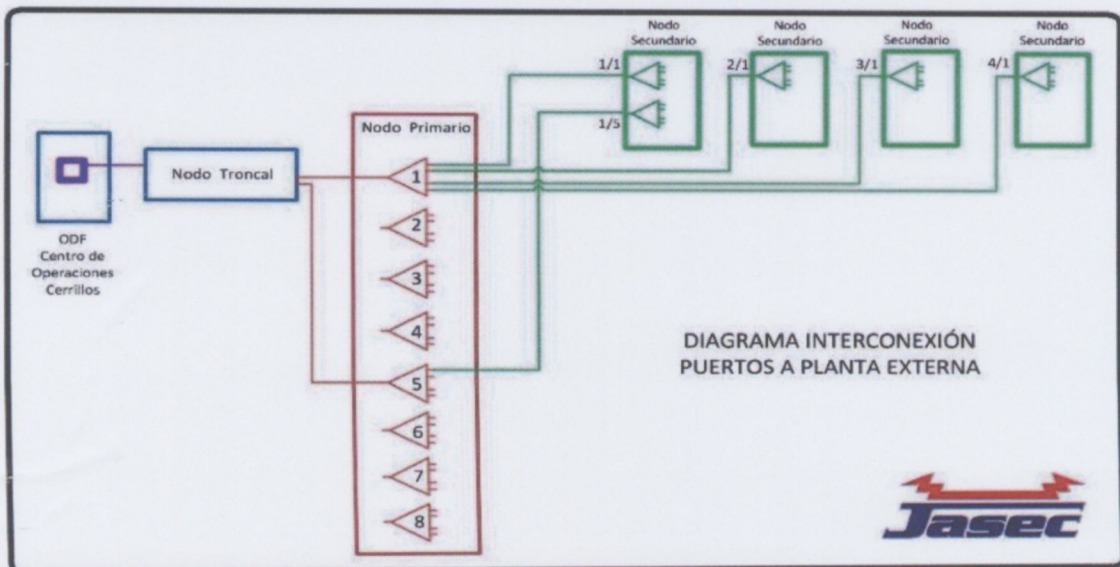 Nodo
Secundario
Nodo
Secundario
Nodo
Secundario
Nodo
Secundario
1/1
2/1
3/1
4/1
1/5
Nodo Primario
Nodo Troncal
1
2
3
4
5
6
7
8
ODF
Centro de
Operaciones
Cerrillos
DIAGRAMA INTERCONEXIÓN
PUERTOS A PLANTA EXTERNA
Jasec